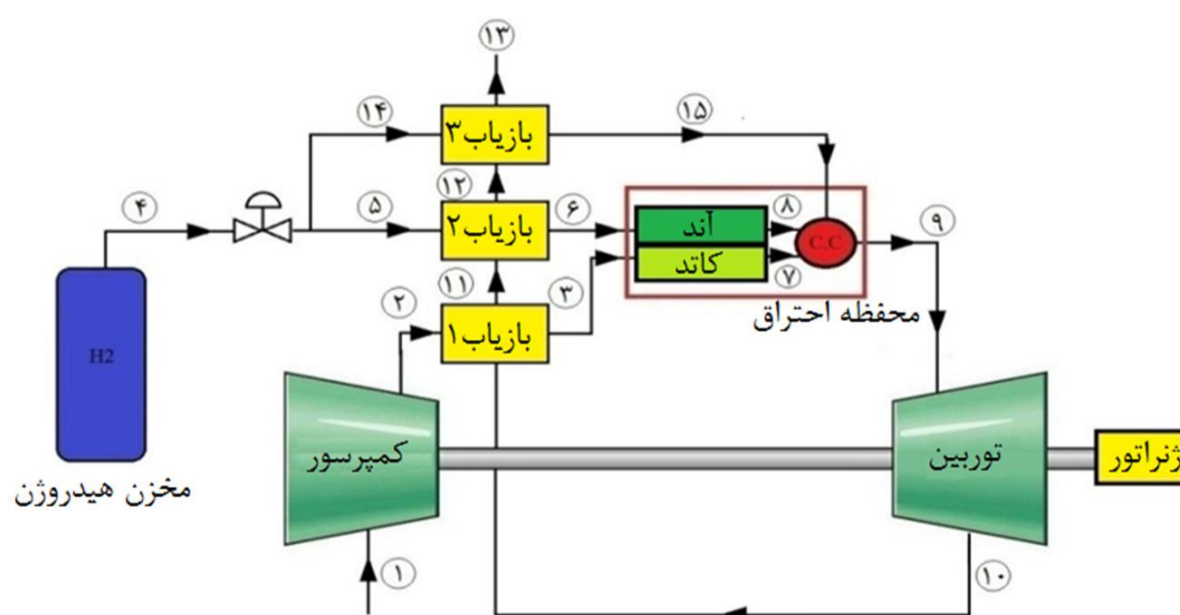 ۱۳
۱۴
۱۵
بازیاب۳
۱۲
۴
۵
بازیاب۲
۶
آند
۸
C.C
۹
کاتد
۷
۱۱
۳
۲
بازیاب۱
محفظه احتراق
H2
کمپرسور
توربین
ژنراتور
مخزن هیدروژن
۱
۱۰